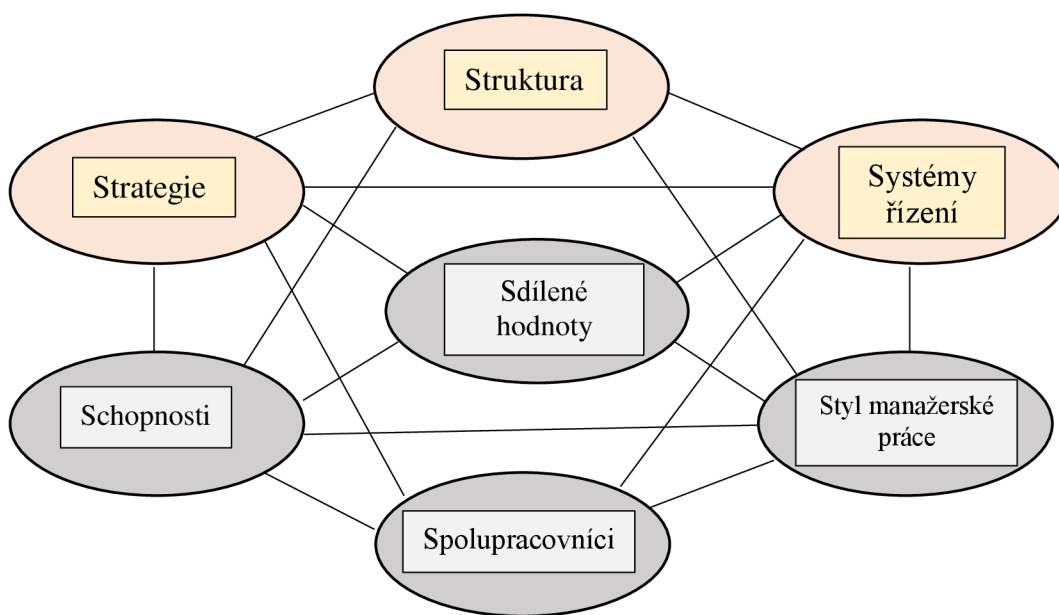 Struktura
Strategie
Systémy
řízení
Sdílené
hodnoty
Schopnosti
Styl manažerské
práce
Spolupracovníci